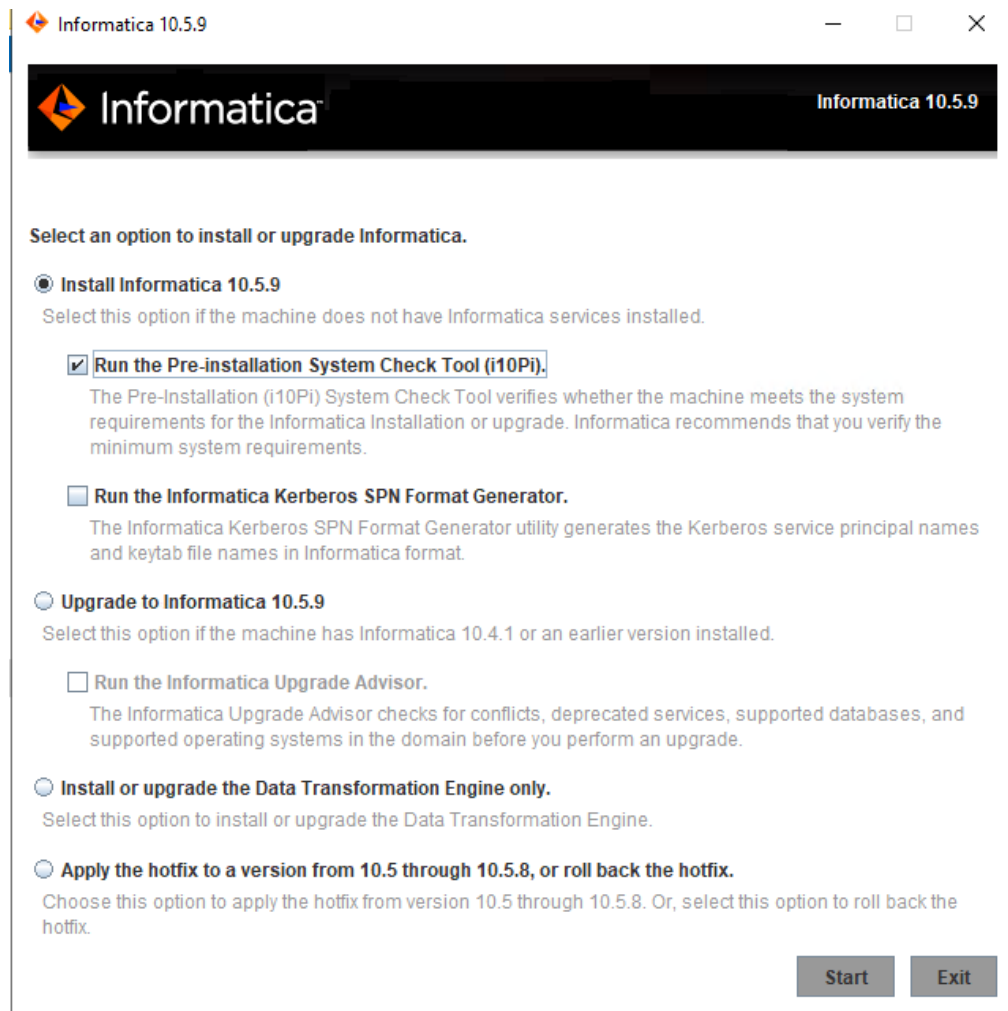 Informatica 10.5.9
Informatica
Informatica 10.5.9
Select an option to install or upgrade Informatica.
Install Informatica 10.5.9
Select this option if the machine does not have Informatica services installed.
Run the Pre-installation System Check Tool (i10Pi).
The Pre-Installation (i10Pi) System Check Tool verifies whether the machine meets the system
requirements for the Informatica Installation or upgrade. Informatica recommends that you verify the
minimum system requirements.
Run the Informatica Kerberos SPN Format Generator.
The Informatica Kerberos SPN Format Generator utility generates the Kerberos service principal names
and keytab file names in Informatica format.
Upgrade to Informatica 10.5.9
Select this option if the machine has Informatica 10.4.1 or an earlier version installed.
Run the Informatica Upgrade Advisor.
The Informatica Upgrade Advisor checks for conflicts, deprecated services, supported databases, and
supported operating systems in the domain before you perform an upgrade.
Install or upgrade the Data Transformation Engine only.
Select this option to install or upgrade the Data Transformation Engine.
Apply the hotfix to a version from 10.5 through 10.5.8, or roll back the hotfix.
Choose this option to apply the hotfix from version 10.5 through 10.5.8. Or, select this option to roll back the
hotfix.
Start Exit